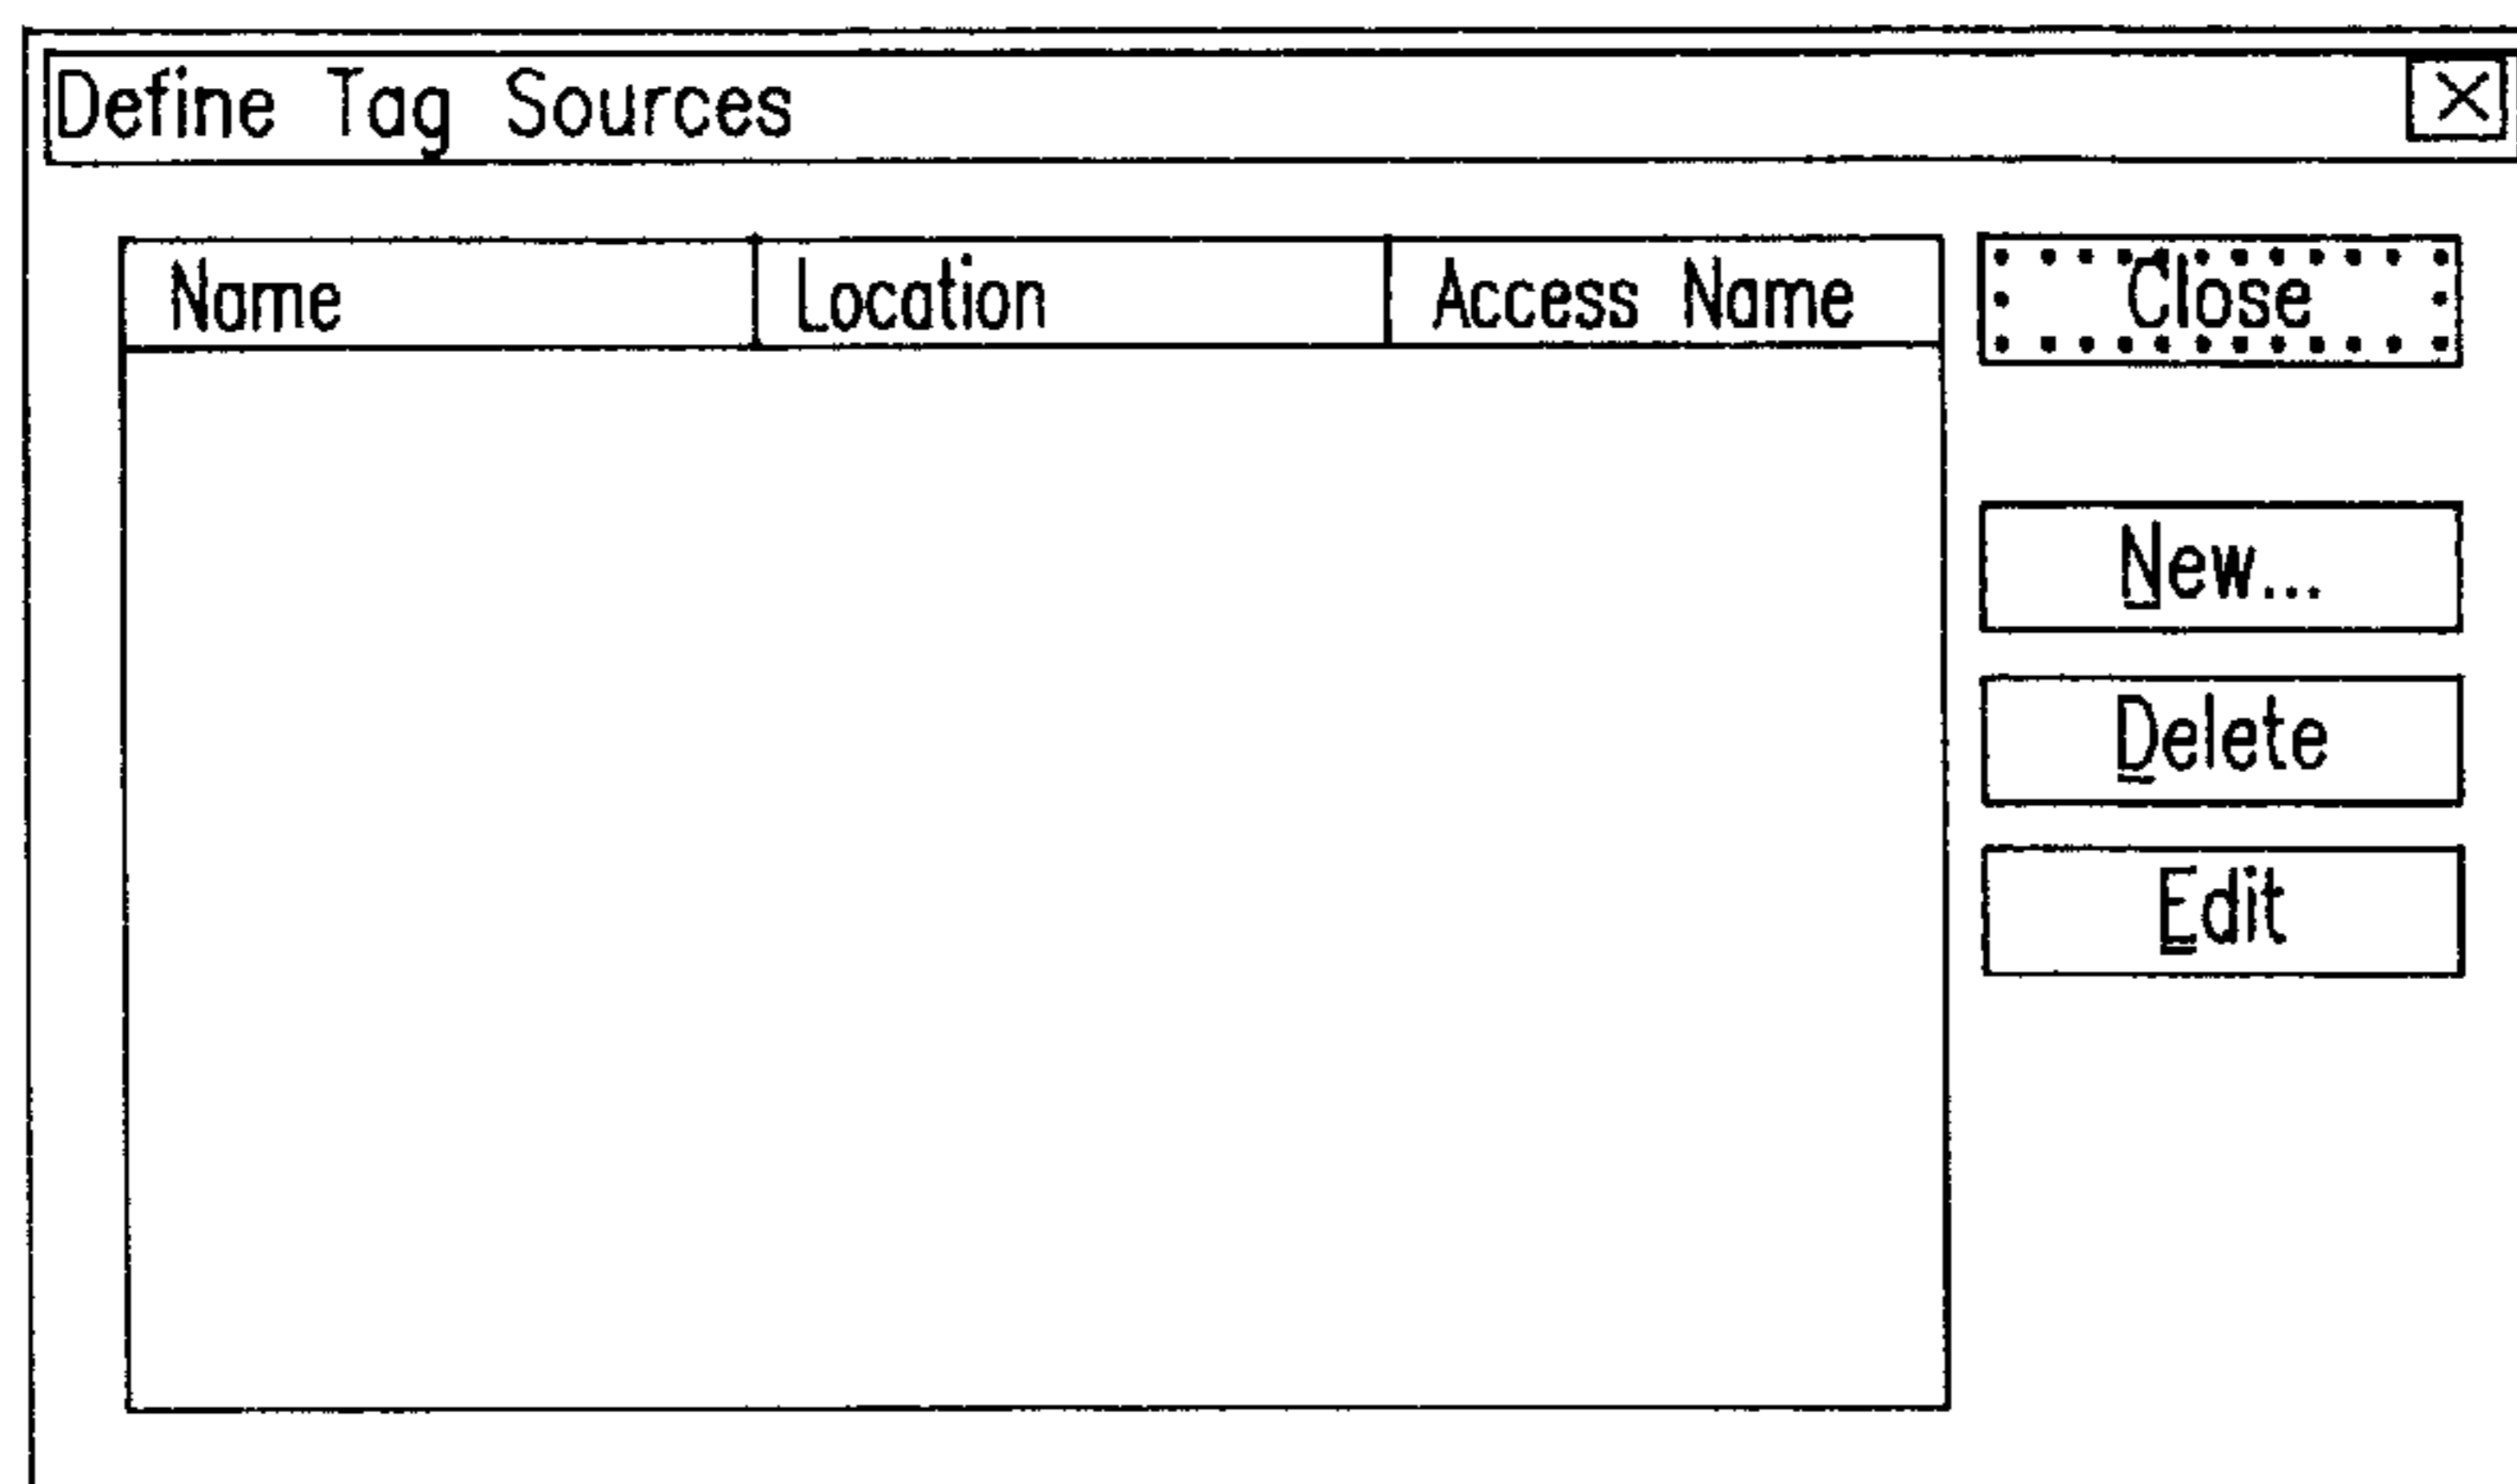 Define Tag Sources
Name Location Access Name Close
New...
Delete
Edit